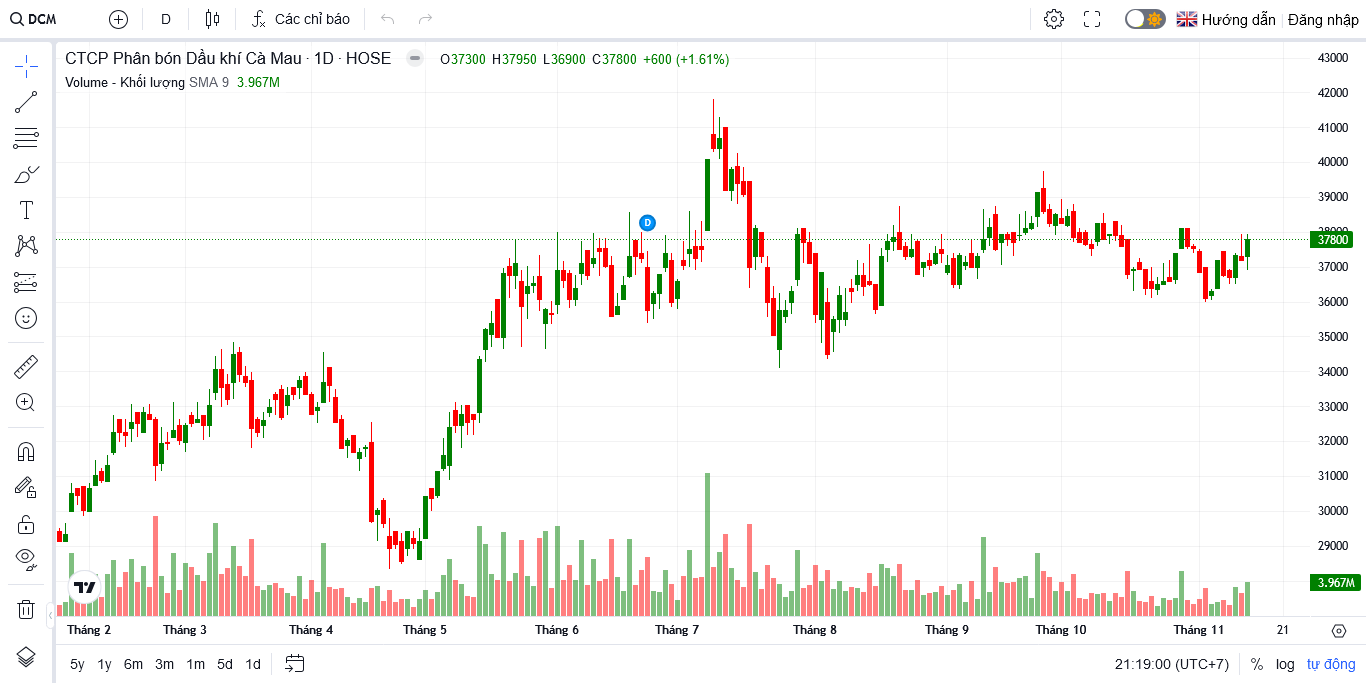 DCM
D
Các chỉ báo
Hướng dẫn
Đăng nhập
CTCP Phân bón Dầu khí Cà Mau · 1D · HOSE
O37300 H37950 L36900 C37800 +600 (+1.61%)
Volume - Khối lượng SMA 9 3.967M
D
43000
42000
41000
40000
39000
38000
37800
37000
36000
35000
34000
33000
32000
31000
30000
29000
3.967M
Tháng 2
Tháng 3
Tháng 4
Tháng 5
Tháng 6
Tháng 7
Tháng 8
Tháng 9
Tháng 10
Tháng 11
21
5y 1y 6m 3m 1m 5d 1d
21:19:00 (UTC+7)
% log tự động